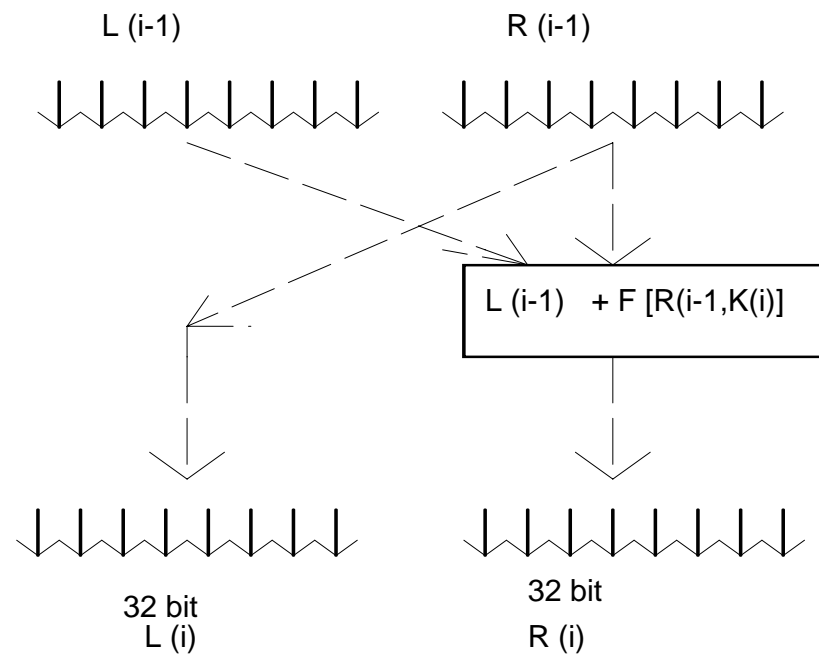 L (i-1)
R (i-1)
L (i-1) + F [R(i-1,K(i)]
32 bit
L (i)
32 bit
R (i)